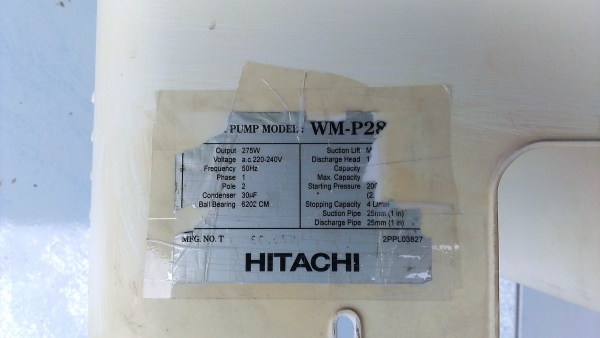 PUMP MODEL: WM-P28
Output 275W
Voltage a.c.220-240V
Frequency 50Hz
Phase 1
Pole 2
Condenser 30µF
Ball Bearing 6202 CM
Suction Lift
Discharge Head
Capacity
Max. Capacity
Starting Pressure
Stopping Capacity 4 L/min
Suction Pipe 25mm (1 in)
Discharge Pipe 25mm (1 in)
MFG. NO. T 2PPL03827
HITACHI